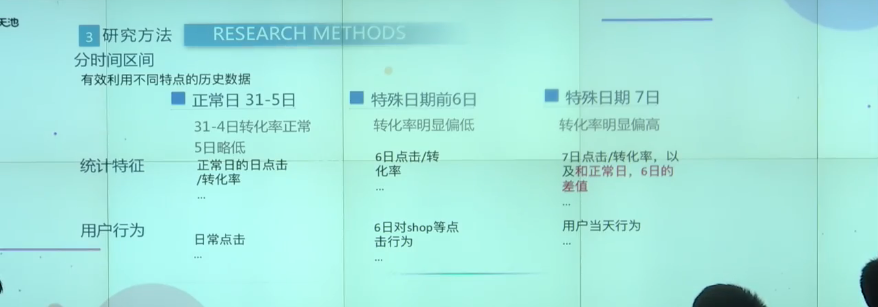 天池
3 研究方法 RESEARCH METHODS
分时间区间
有效利用不同特点的历史数据
正常日 31-5日
特殊日期前6日
特殊日期 7日
31-4日转化率正常
5日略低
转化率明显偏低
转化率明显偏高
统计特征
正常日的日点击
/转化率
...
6日点击/转
化率
...
7日点击/转化率，以
及和正常日，6日的
差值
...
用户行为
日常点击
...
6日对shop等点
击行为
...
用户当天行为
...